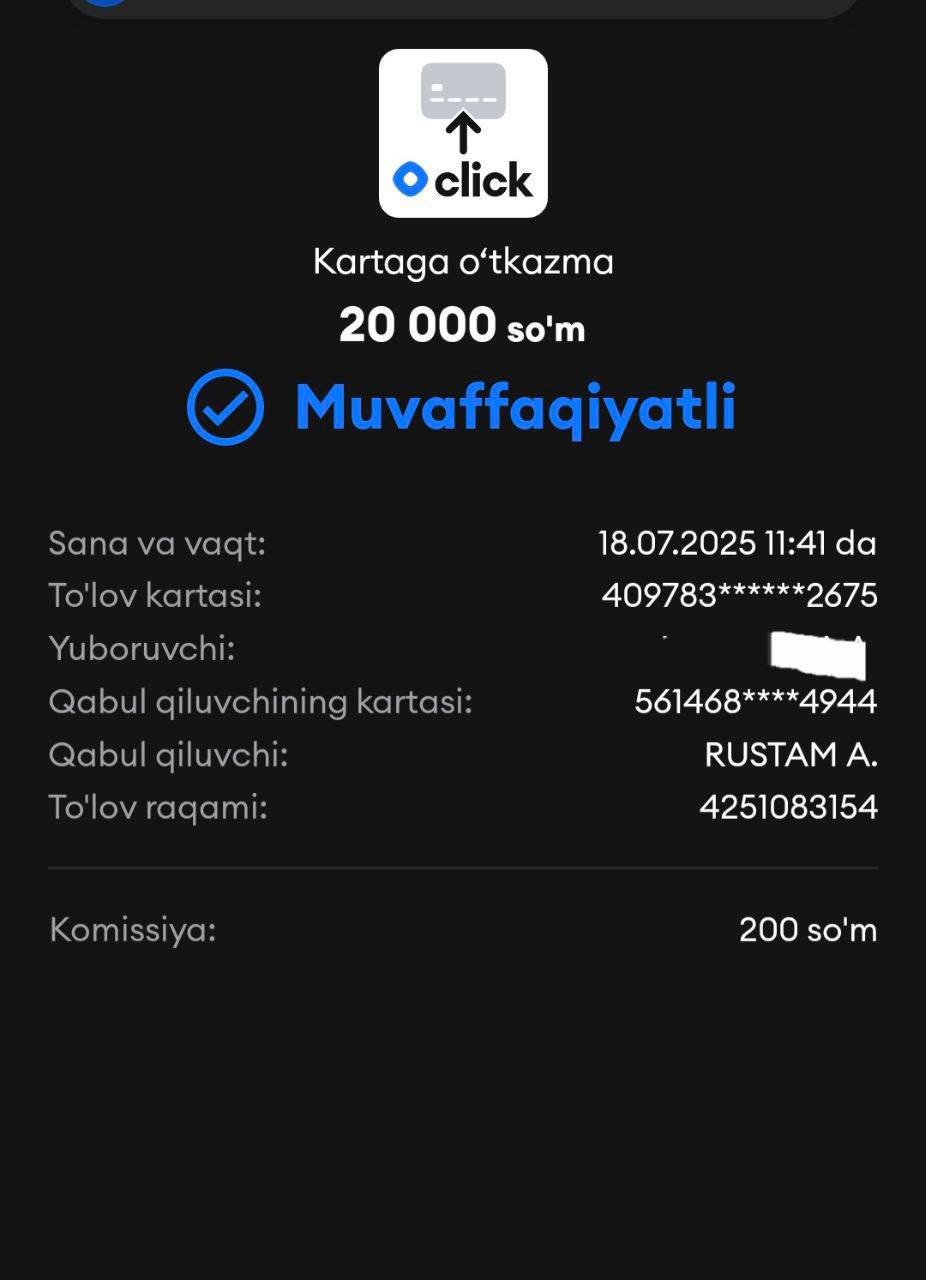 click
Kartaga o‘tkazma
20 000 so'm
Muvaffaqiyatli
Sana va vaqt: 18.07.2025 11:41 da
To'lov kartasi: 409783******2675
Yuboruvchi:
Qabul qiluvchining kartasi: 561468****4944
Qabul qiluvchi: RUSTAM A.
To'lov raqami: 4251083154
Komissiya: 200 so'm